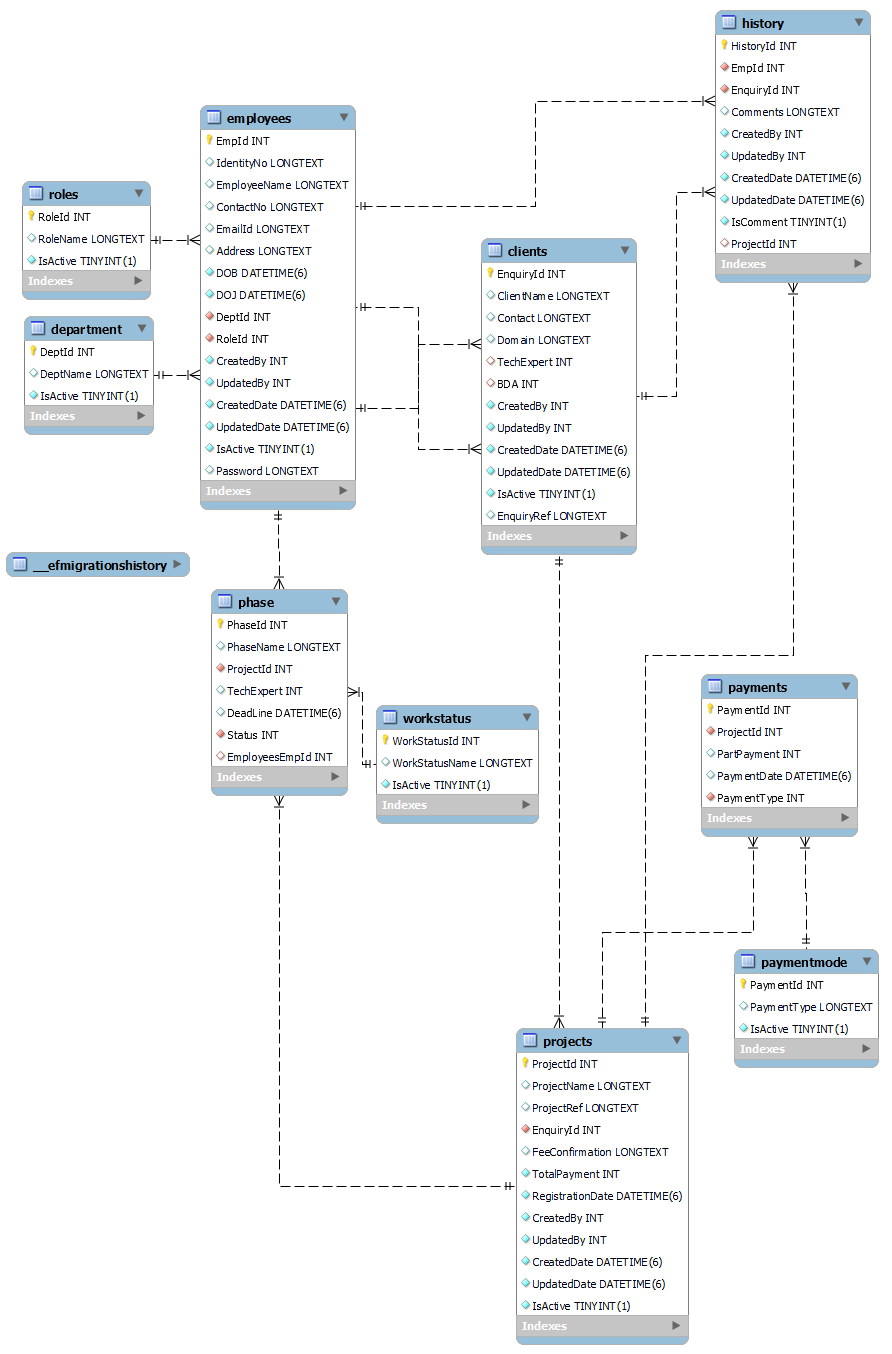 history
HistoryId INT
EmpId INT
EnquiryId INT
Comments LONGTEXT
CreatedBy INT
UpdatedBy INT
CreatedDate DATETIME(6)
UpdatedDate DATETIME(6)
IsComment TINYINT(1)
ProjectId INT
Indexes
employees
EmpId INT
IdentityNo LONGTEXT
EmployeeName LONGTEXT
ContactNo LONGTEXT
EmailId LONGTEXT
Address LONGTEXT
DOB DATETIME(6)
DOJ DATETIME(6)
DeptId INT
RoleId INT
CreatedBy INT
UpdatedBy INT
CreatedDate DATETIME(6)
UpdatedDate DATETIME(6)
IsActive TINYINT(1)
Password LONGTEXT
Indexes
roles
RoleId INT
RoleName LONGTEXT
IsActive TINYINT(1)
Indexes
clients
EnquiryId INT
ClientName LONGTEXT
Contact LONGTEXT
Domain LONGTEXT
TechExpert INT
BDA INT
CreatedBy INT
UpdatedBy INT
CreatedDate DATETIME(6)
UpdatedDate DATETIME(6)
IsActive TINYINT(1)
EnquiryRef LONGTEXT
Indexes
department
DeptId INT
DeptName LONGTEXT
IsActive TINYINT(1)
Indexes
__efmigrationshistory
phase
PhaseId INT
PhaseName LONGTEXT
ProjectId INT
TechExpert INT
DeadLine DATETIME(6)
Status INT
EmployeesEmpId INT
Indexes
workstatus
WorkStatusId INT
WorkStatusName LONGTEXT
IsActive TINYINT(1)
Indexes
payments
PaymentId INT
ProjectId INT
PartPayment INT
PaymentDate DATETIME(6)
PaymentType INT
Indexes
paymentmode
PaymentId INT
PaymentType LONGTEXT
IsActive TINYINT(1)
Indexes
projects
ProjectId INT
ProjectName LONGTEXT
ProjectRef LONGTEXT
EnquiryId INT
FeeConfirmation LONGTEXT
TotalPayment INT
RegistrationDate DATETIME(6)
CreatedBy INT
UpdatedBy INT
CreatedDate DATETIME(6)
UpdatedDate DATETIME(6)
IsActive TINYINT(1)
Indexes